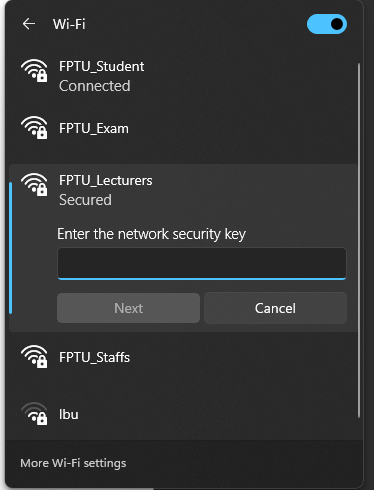 Wi-Fi
FPTU_Student
Connected
FPTU_Exam
FPTU_Lecturers
Secured
Enter the network security key
Next
Cancel
FPTU_Staffs
Ibu
More Wi-Fi settings